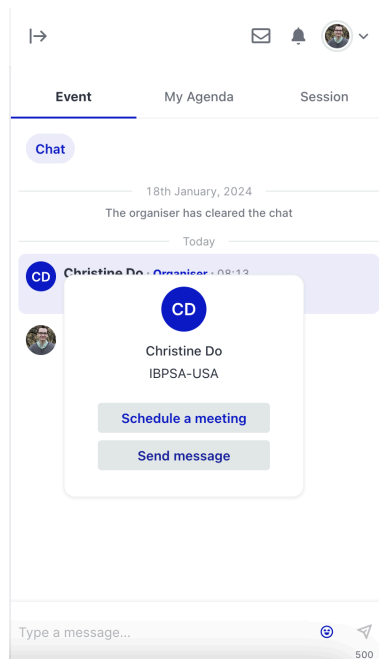 Event My Agenda Session
Chat
18th January, 2024
The organiser has cleared the chat
Today
CD Christine Do · Organiser · 08:13
CD
Christine Do
IBPSA-USA
Schedule a meeting
Send message
Type a message...
500